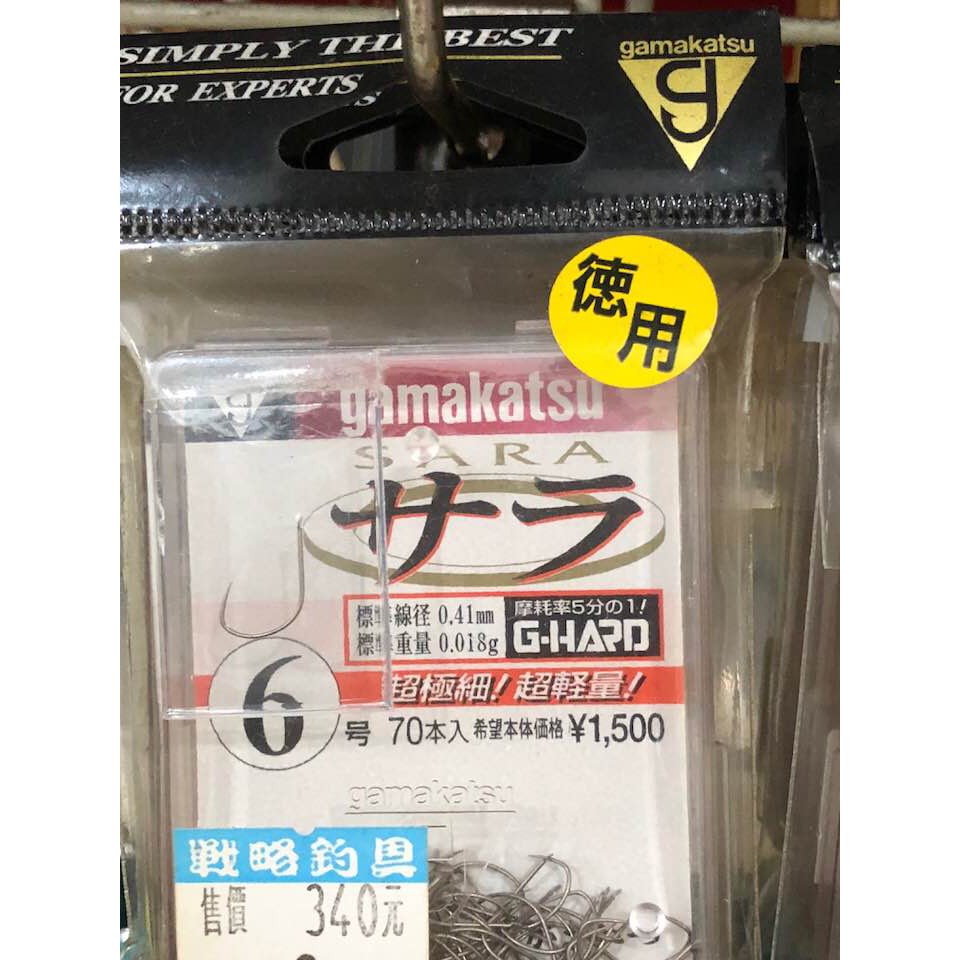 SIMPLY THE BEST
FOR EXPERTS
gamakatsu
g
徳用
gamakatsu
SARA
サラ
標準線径 0.41mm
標準重量 0.018g
摩耗率5分の1!
G-HARD
超極細! 超軽量!
6号 70本入 希望本体価格 ¥1,500
gamakatsu
戦略釣具
售價 340元